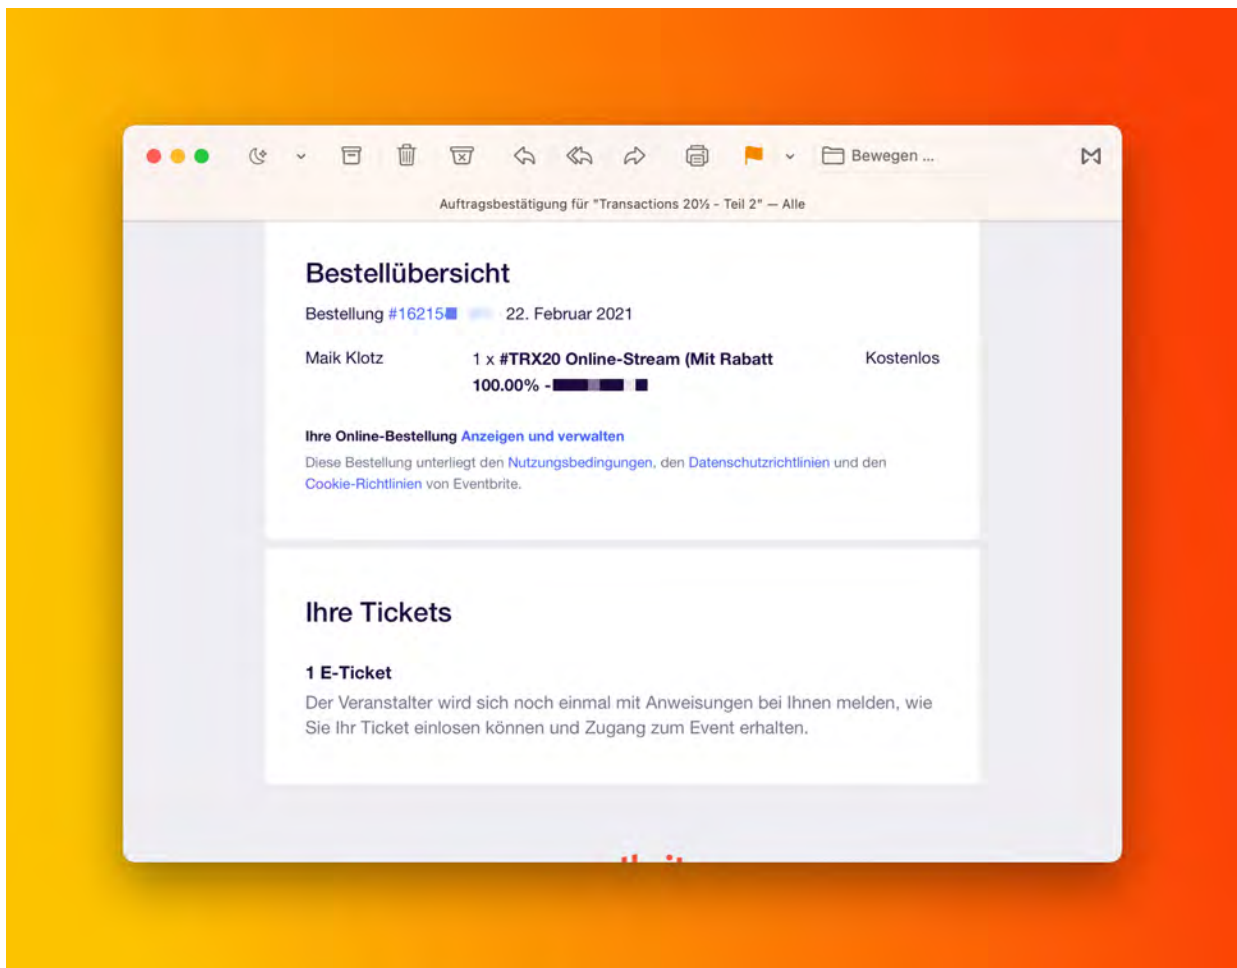 Bewegen ...
Auftragsbestätigung für "Transactions 20½ - Teil 2" — Alle
Bestellübersicht
Bestellung #16215 22. Februar 2021
Maik Klotz 1 x #TRX20 Online-Stream (Mit Rabatt Kostenlos
100.00% -
Ihre Online-Bestellung Anzeigen und verwalten
Diese Bestellung unterliegt den Nutzungsbedingungen, den Datenschutzrichtlinien und den
Cookie-Richtlinien von Eventbrite.
Ihre Tickets
1 E-Ticket
Der Veranstalter wird sich noch einmal mit Anweisungen bei Ihnen melden, wie
Sie Ihr Ticket einlosen können und Zugang zum Event erhalten.